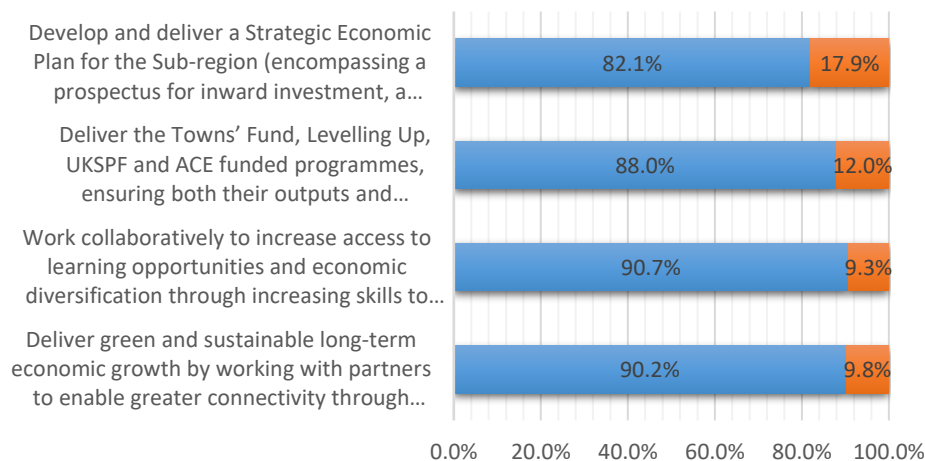 Develop and deliver a Strategic Economic
Plan for the Sub-region (encompassing a
prospectus for inward investment, a…
82.1%
17.9%
Deliver the Towns’ Fund, Levelling Up,
UKSPF and ACE funded programmes,
ensuring both their outputs and…
88.0%
12.0%
Work collaboratively to increase access to
learning opportunities and economic
diversification through increasing skills to…
90.7%
9.3%
Deliver green and sustainable long-term
economic growth by working with partners
to enable greater connectivity through…
90.2%
9.8%
0.0% 20.0% 40.0% 60.0% 80.0% 100.0%